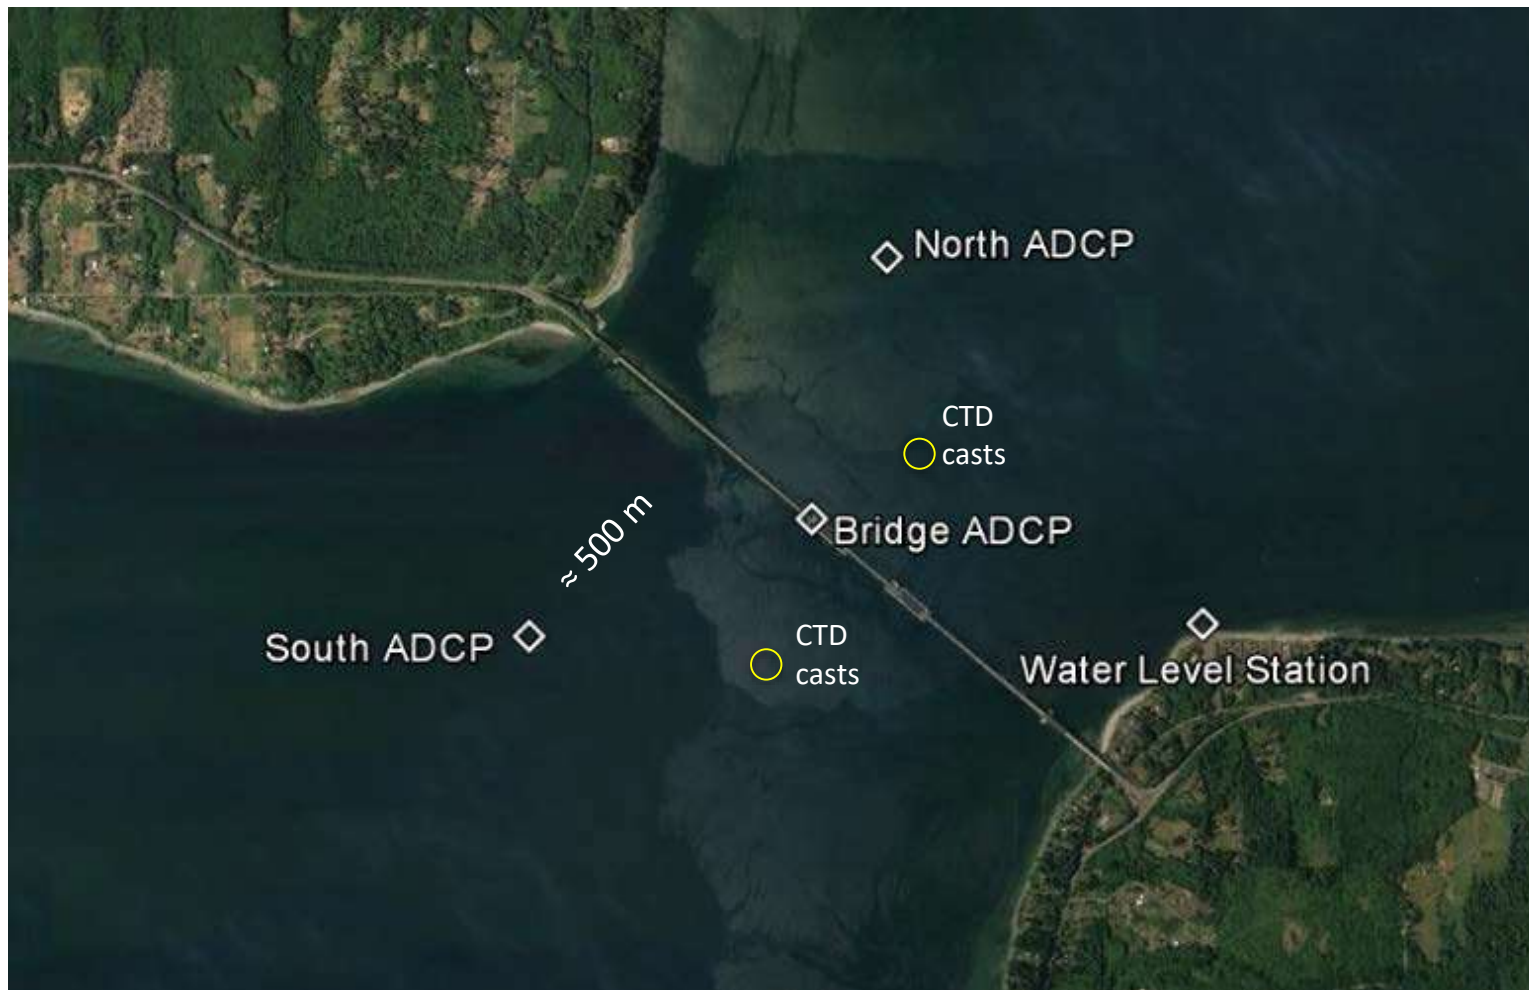 North ADCP
CTD
casts
Bridge ADCP
≈ 500 m
South ADCP
CTD
casts
Water Level Station